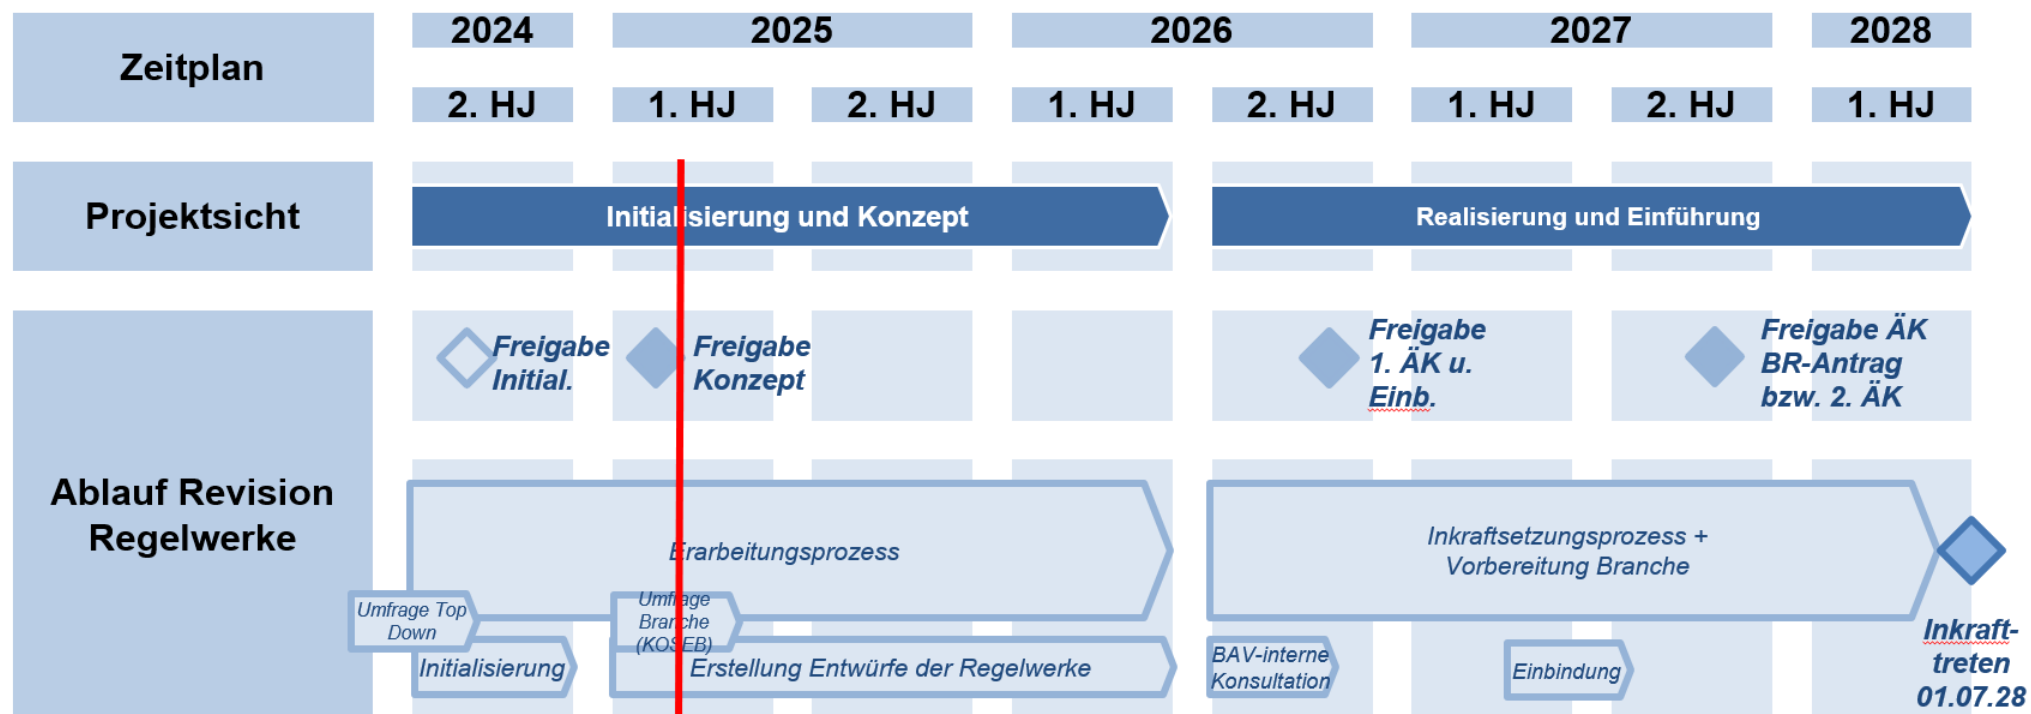 Zeitplan
2024
2025
2026
2027
2028
2. HJ
1. HJ
2. HJ
1. HJ
2. HJ
1. HJ
2. HJ
1. HJ
Projektsicht
Initialisierung und Konzept
Realisierung und Einführung
Ablauf Revision
Regelwerke
Freigabe
Initial.
Freigabe
Konzept
Freigabe
1. ÄK u.
Einb.
Freigabe ÄK
BR-Antrag
bzw. 2. ÄK
Erarbeitungsprozess
Inkraftsetzungsprozess +
Vorbereitung Branche
Umfrage Top
Down
Umfrage
Branche
(KOSEB)
Initialisierung
Erstellung Entwürfe der Regelwerke
BAV-interne
Konsultation
Einbindung
Inkraft-
treten
01.07.28